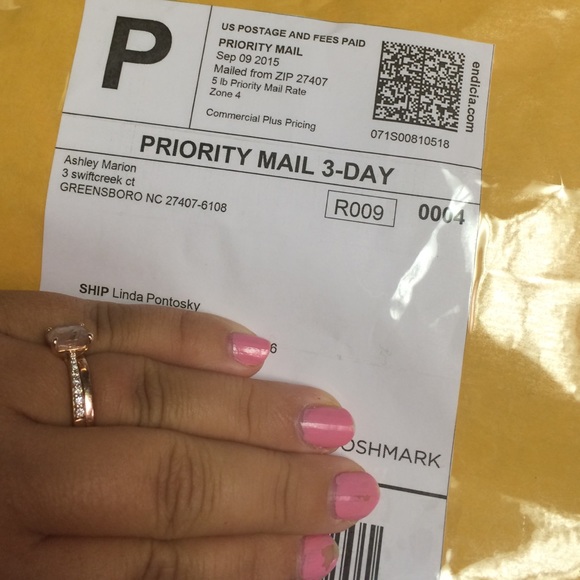 P
US POSTAGE AND FEES PAID
PRIORITY MAIL
Sep 09 2015
Mailed from ZIP 27407
5 lb Priority Mail Rate
Zone 4
Commercial Plus Pricing
endicia.com
071S00810518
PRIORITY MAIL 3-DAY
Ashley Marion
3 swiftcreek ct
GREENSBORO NC 27407-6108
R009
0004
SHIP Linda Pontosky
6
OSHMARK